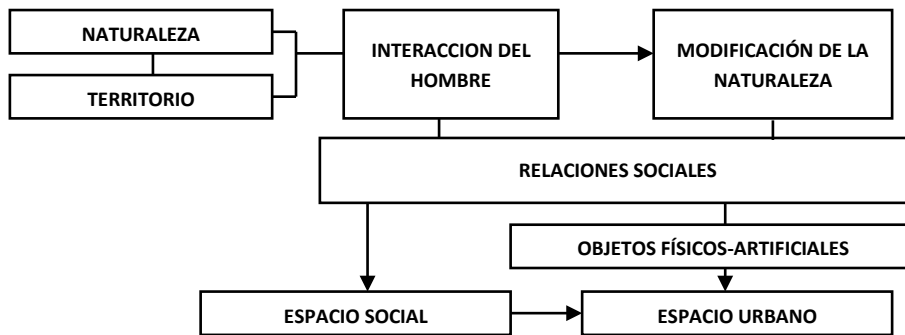 NATURALEZA
TERRITORIO
INTERACCION DEL
HOMBRE
MODIFICACIÓN DE LA
NATURALEZA
RELACIONES SOCIALES
OBJETOS FÍSICOS-ARTIFICIALES
ESPACIO SOCIAL
ESPACIO URBANO